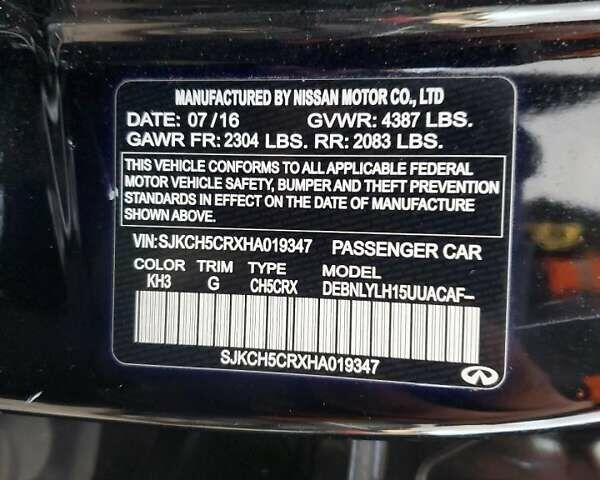 MANUFACTURED BY NISSAN MOTOR CO., LTD
DATE: 07/16 GVWR: 4387 LBS.
GAWR FR: 2304 LBS. RR: 2083 LBS.
THIS VEHICLE CONFORMS TO ALL APPLICABLE FEDERAL
MOTOR VEHICLE SAFETY, BUMPER AND THEFT PREVENTION
STANDARDS IN EFFECT ON THE DATE OF MANUFACTURE
SHOWN ABOVE.
VIN: SJKCH5CRXHA019347 PASSENGER CAR
COLOR TRIM TYPE MODEL
KH3 G CH5CRX DEBNLYLH15UUACAF--
SJKCH5CRXHA019347